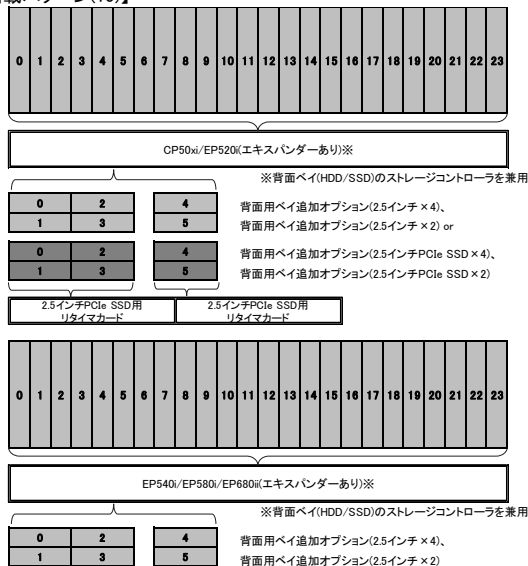 0 1 2 3 4 5 6 7 8 9 10 11 12 13 14 15 16 17 18 19 20 21 22 23
CP50xi/EP520i(エキスパンダーあり)※
※背面ベイ(HDD/SSD)のストレージコントローラを兼用
0 2 4 背面用ベイ追加オプション(2.5インチ×4)、
1 3 5 背面用ベイ追加オプション(2.5インチ×2) or
0 2 4 背面用ベイ追加オプション(2.5インチPCIe SSD×4)、
1 3 5 背面用ベイ追加オプション(2.5インチPCIe SSD×2)
2.5インチPCIe SSD用 2.5インチPCIe SSD用
リタイマカード リタイマカード
0 1 2 3 4 5 6 7 8 9 10 11 12 13 14 15 16 17 18 19 20 21 22 23
EP540i/EP580i/EP680ii(エキスパンダーあり)※
※背面ベイ(HDD/SSD)のストレージコントローラを兼用
0 2 4 背面用ベイ追加オプション(2.5インチ×4)、
1 3 5 背面用ベイ追加オプション(2.5インチ×2)